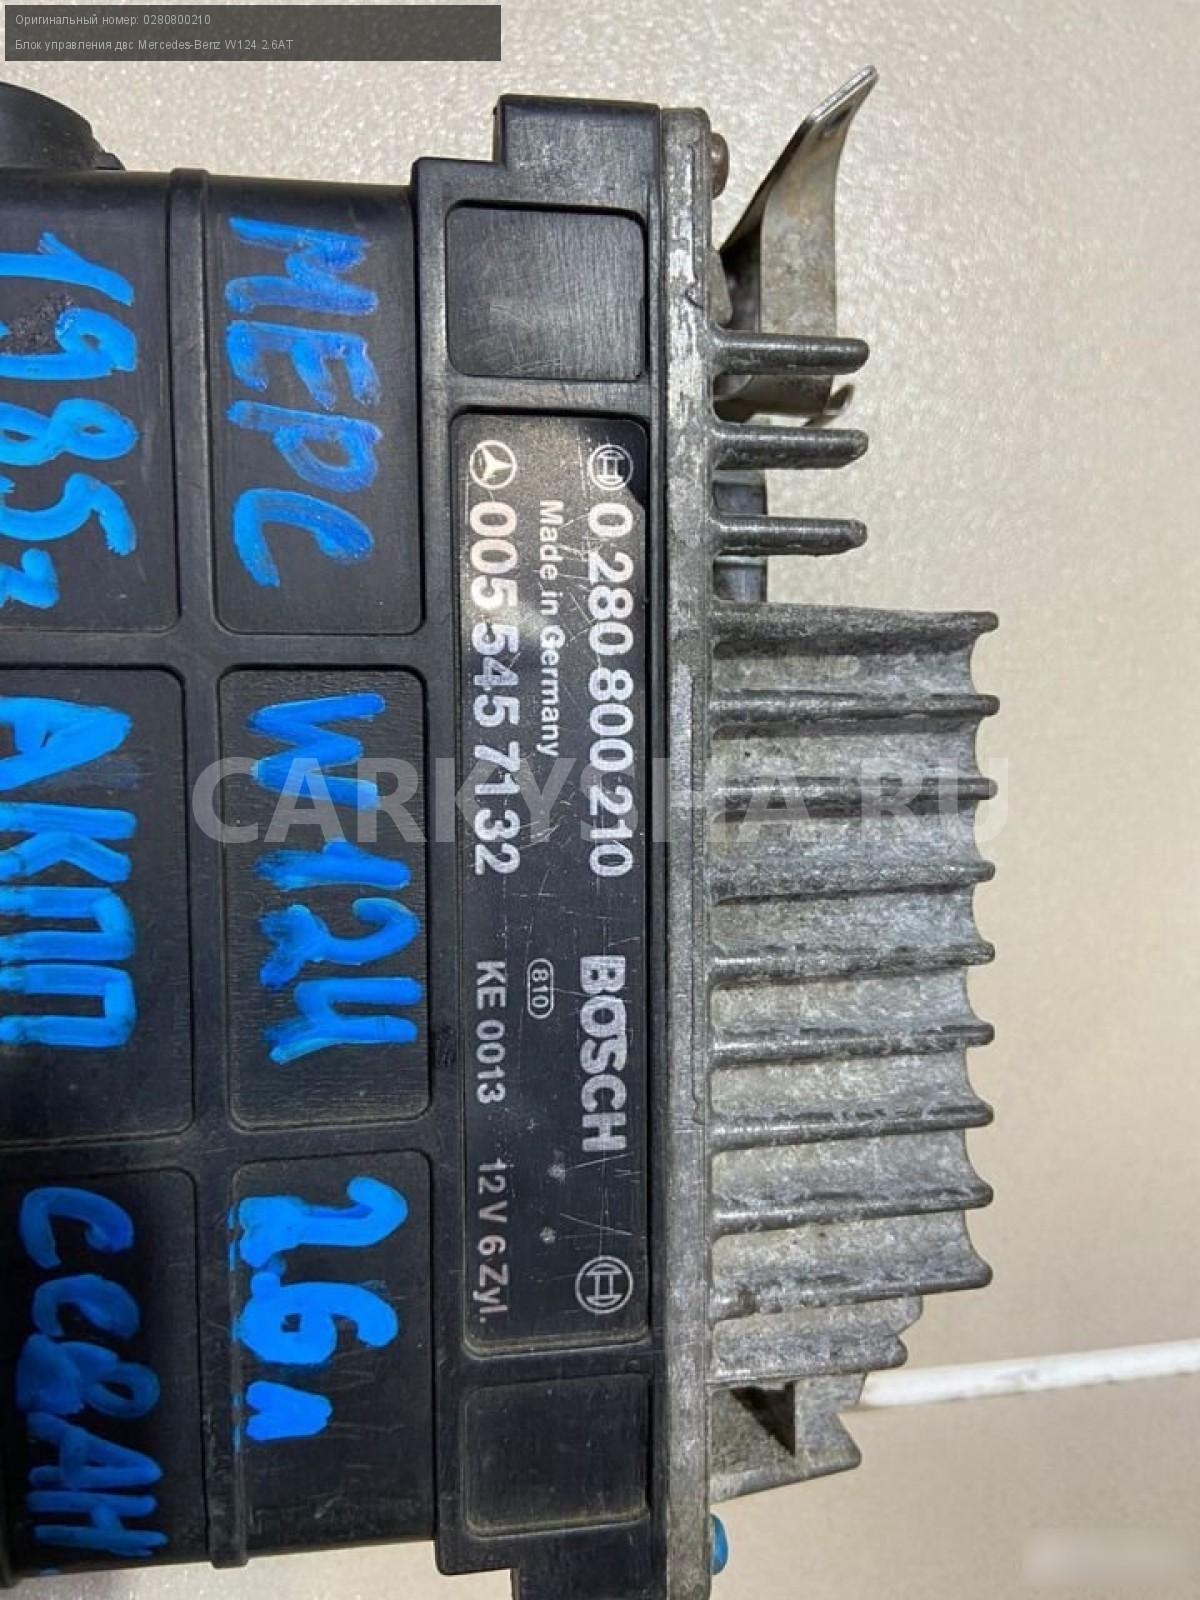 Оригинальный номер: 0280800210
Блок управления двс Mercedes-Benz W124 2.6AT
0 280 800 210 BOSCH
Made in Germany 810
005 545 71 32 KE 0013 12 V 6 Zyl.
МЕРС W124 2.6л
1985г АКПП СЕДАН
CARKYSHA.RU